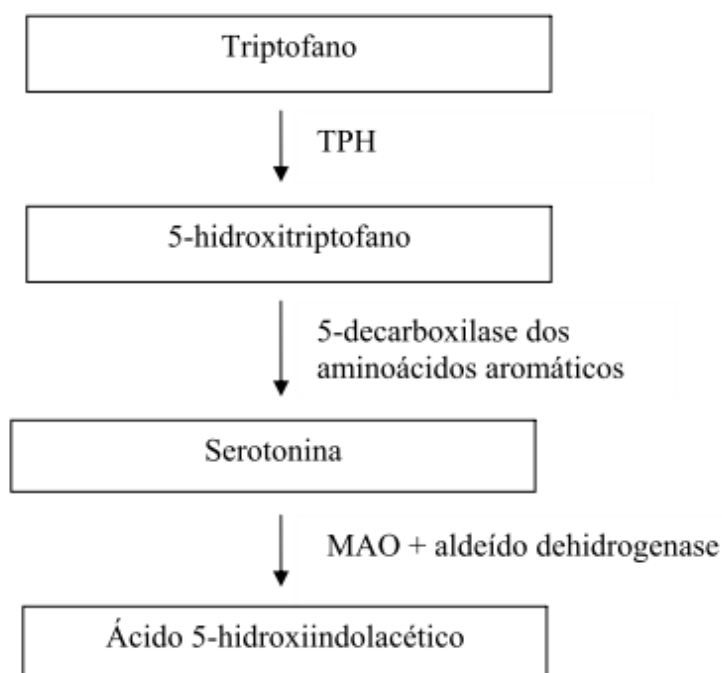 Triptofano
TPH
5-hidroxitriptofano
5-decarboxilase dos
aminoácidos aromáticos
Serotonina
MAO + aldeído dehidrogenase
Ácido 5-hidroxiindolacético